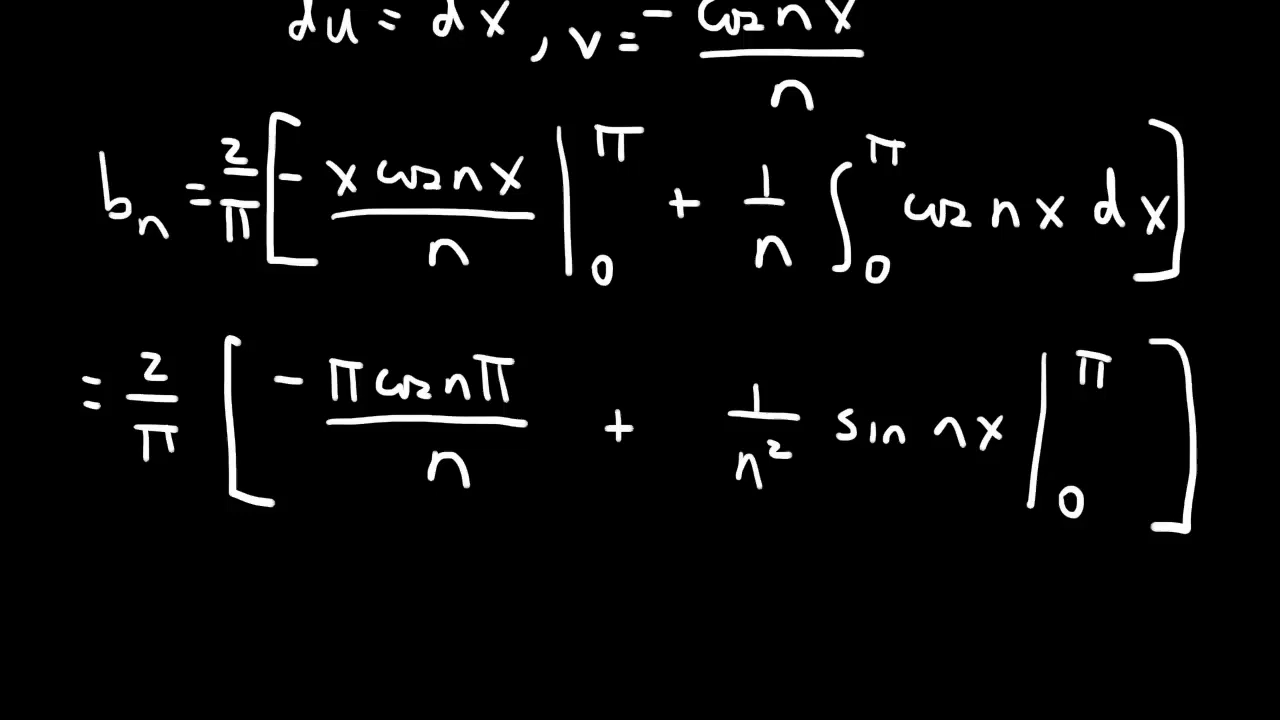 du = dx, v = - cos nx / n
bₙ = 2/π [ - x cos nx / n |₀^π + 1/n ∫₀^π cos nx dx ]
= 2/π [ - π cos nπ / n + 1/n² sin nx |₀^π ]